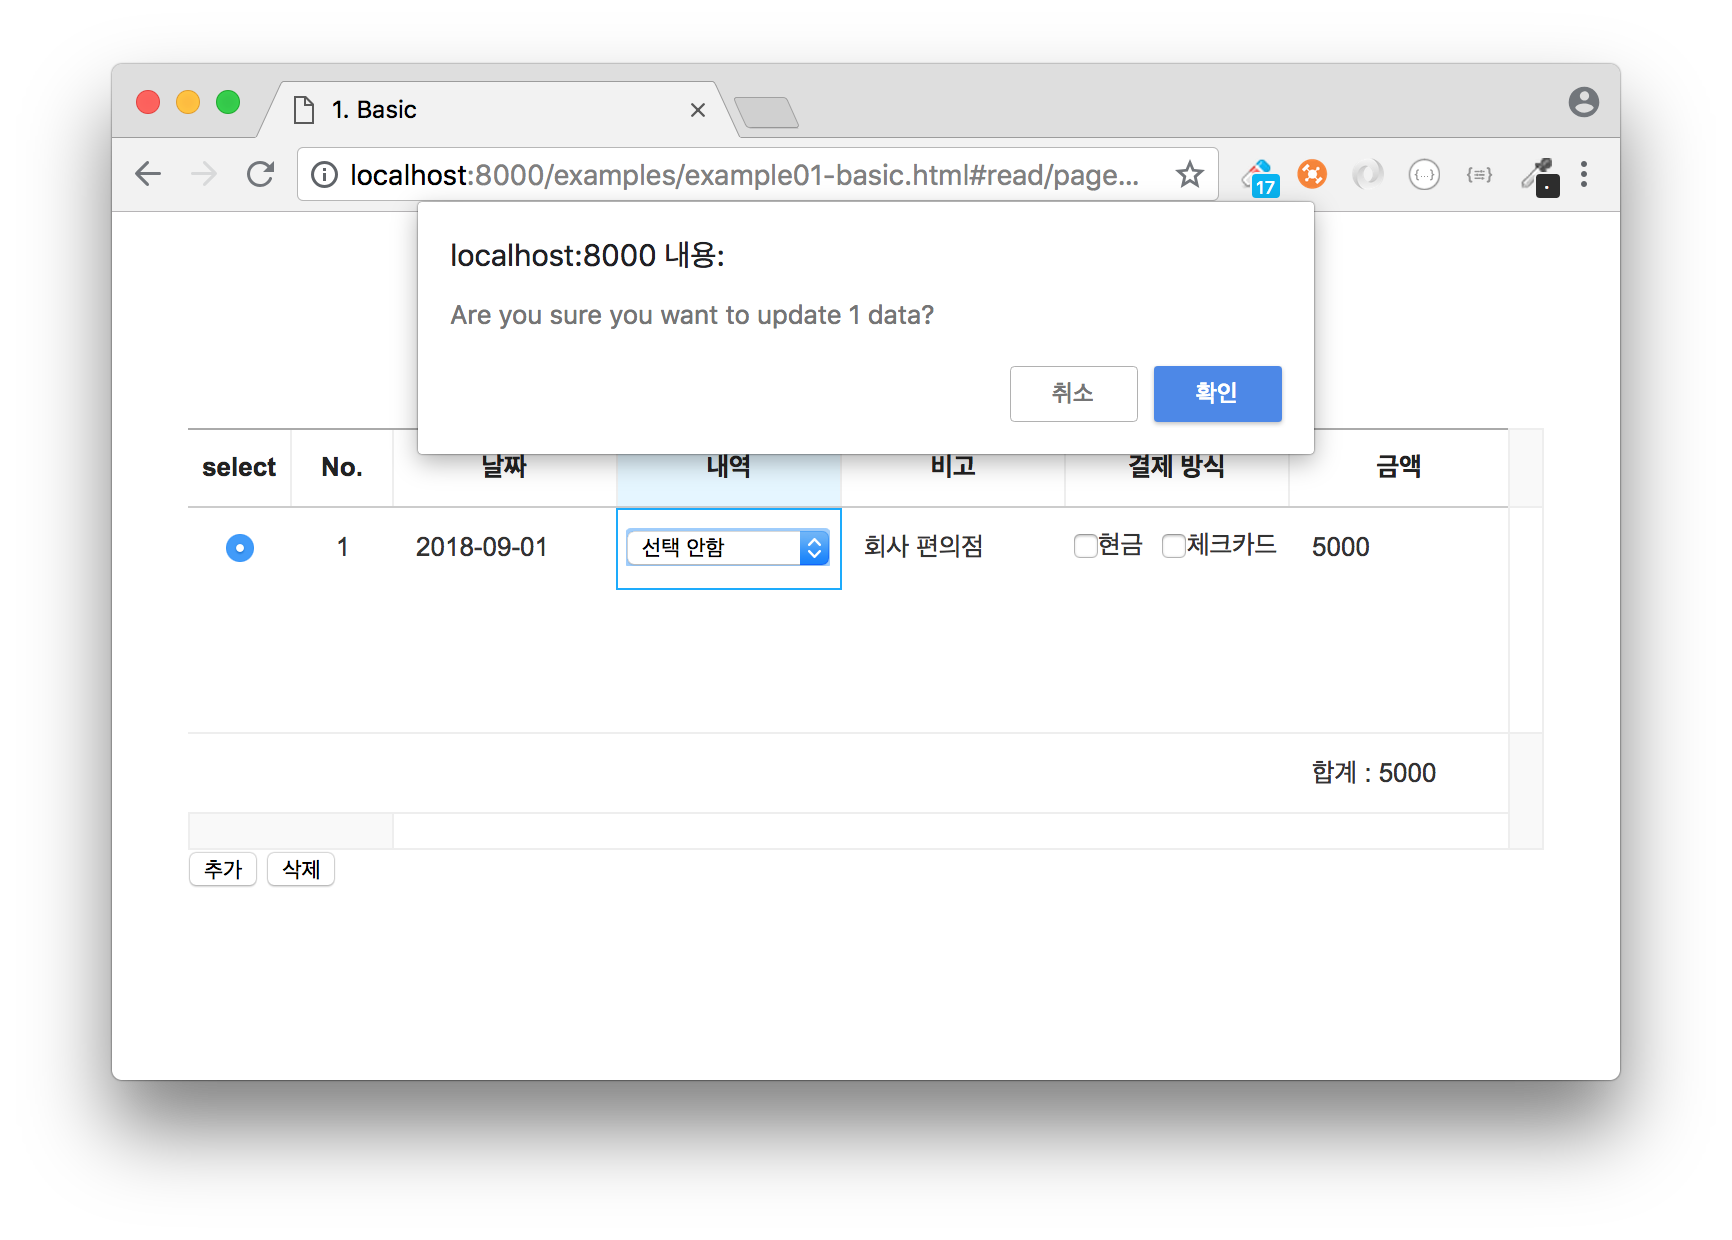 1. Basic
localhost:8000/examples/example01-basic.html#read/page...
17
{...}
localhost:8000 내용:
Are you sure you want to update 1 data?
취소 확인
select No. 날짜 내역 비고 결제 방식 금액
1 2018-09-01 선택 안함 회사 편의점 현금 체크카드 5000
합계 : 5000
추가 삭제